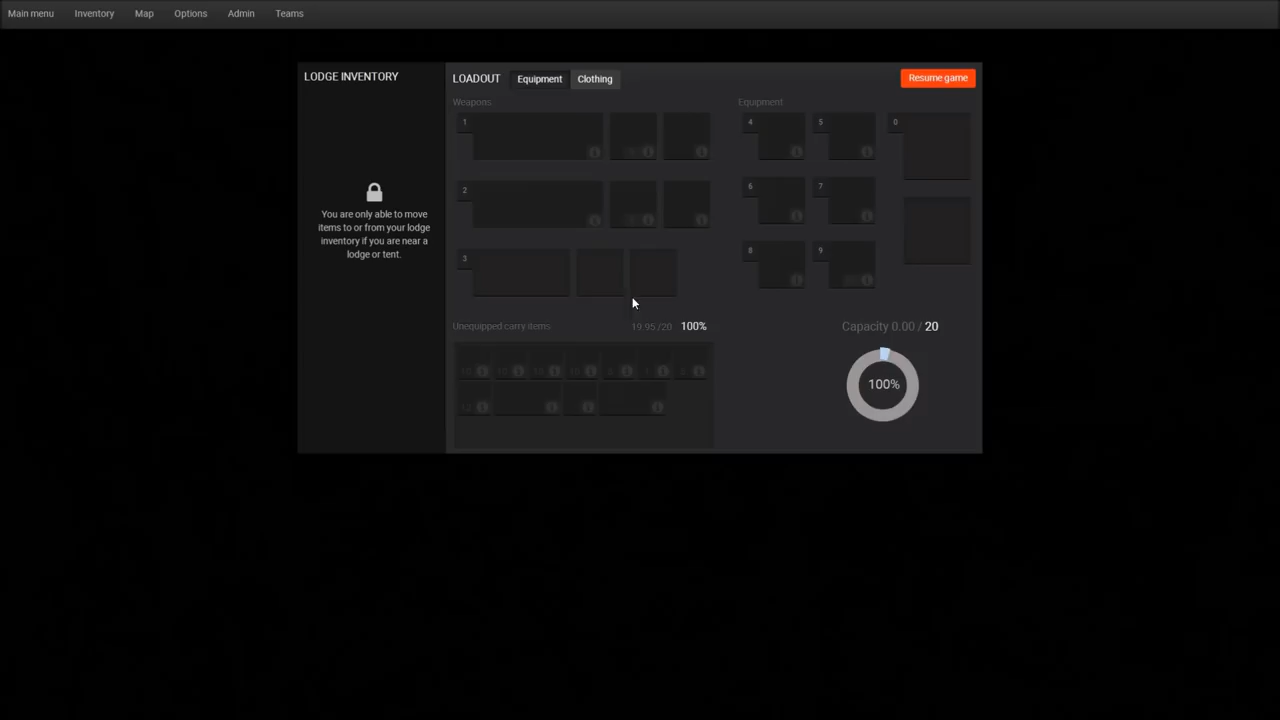 Main menu Inventory Map Options Admin Teams
LODGE INVENTORY
LOADOUT Equipment Clothing Resume game
Weapons Equipment
1 4 5 0
You are only able to move
items to or from your lodge
inventory if you are near a
lodge or tent.
2 6 7
3 8 9
Unequipped carry items 19.95 /20 100%
Capacity 0.00 / 20
100%